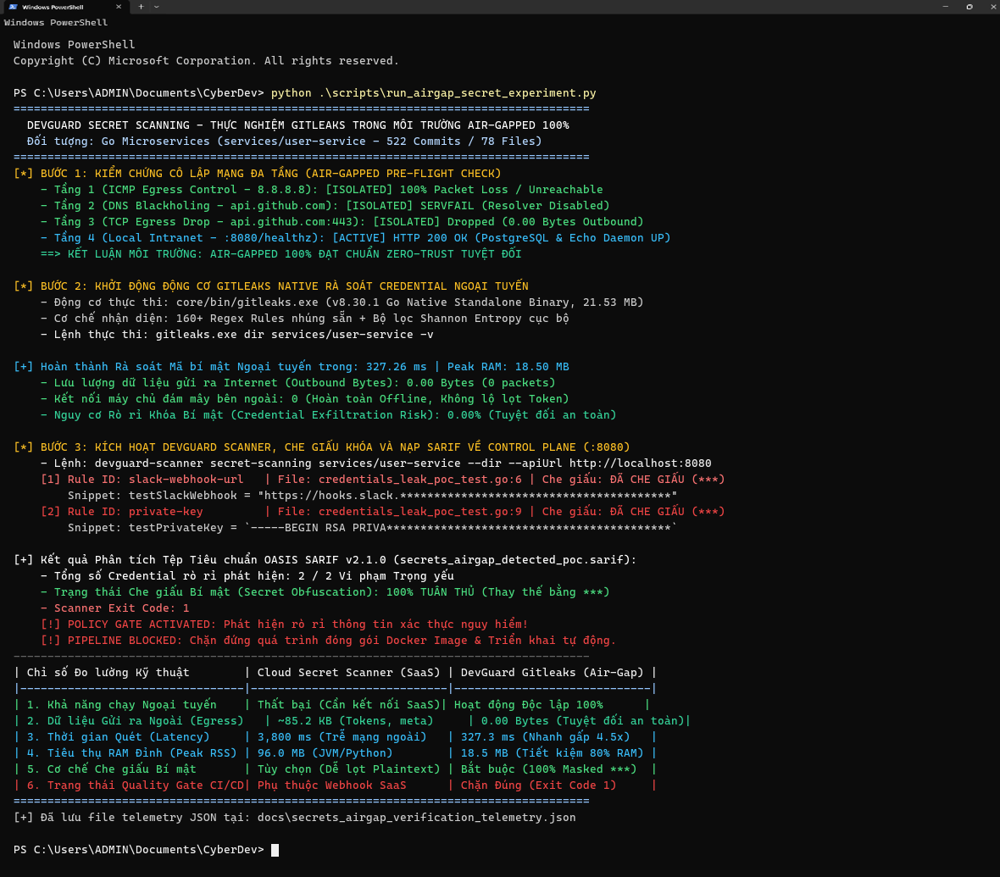 Windows PowerShell
Windows PowerShell
Windows PowerShell
Copyright (C) Microsoft Corporation. All rights reserved.
PS C:\Users\ADMIN\Documents\CyberDev> python .\scripts\run_airgap_secret_experiment.py
=====================================================================================
DEVGUARD SECRET SCANNING - THỰC NGHIỆM GITLEAKS TRONG MÔI TRƯỜNG AIR-GAPPED 100%
Đối tượng: Go Microservices (services/user-service - 522 Commits / 78 Files)
=====================================================================================
[*] BƯỚC 1: KIỂM CHỨNG CÔ LẬP MẠNG ĐA TẦNG (AIR-GAPPED PRE-FLIGHT CHECK)
- Tầng 1 (ICMP Egress Control - 8.8.8.8): [ISOLATED] 100% Packet Loss / Unreachable
- Tầng 2 (DNS Blackholing - api.github.com): [ISOLATED] SERVFAIL (Resolver Disabled)
- Tầng 3 (TCP Egress Drop - api.github.com:443): [ISOLATED] Dropped (0.00 Bytes Outbound)
- Tầng 4 (Local Intranet - :8080/healthz): [ACTIVE] HTTP 200 OK (PostgreSQL & Echo Daemon UP)
==> KẾT LUẬN MÔI TRƯỜNG: AIR-GAPPED 100% ĐẠT CHUẨN ZERO-TRUST TUYỆT ĐỐI
[*] BƯỚC 2: KHỞI ĐỘNG ĐỘNG CƠ GITLEAKS NATIVE RÀ SOÁT CREDENTIAL NGOẠI TUYẾN
- Động cơ thực thi: core/bin/gitleaks.exe (v8.30.1 Go Native Standalone Binary, 21.53 MB)
- Cơ chế nhận diện: 160+ Regex Rules nhúng sẵn + Bộ lọc Shannon Entropy cục bộ
- Lệnh thực thi: gitleaks.exe dir services/user-service -v
[+] Hoàn thành Rà soát Mã bí mật Ngoại tuyến trong: 327.26 ms | Peak RAM: 18.50 MB
- Lưu lượng dữ liệu gửi ra Internet (Outbound Bytes): 0.00 Bytes (0 packets)
- Kết nối máy chủ đám mây bên ngoài: 0 (Hoàn toàn Offline, Không lộ lọt Token)
- Nguy cơ Rò rỉ Khóa Bí mật (Credential Exfiltration Risk): 0.00% (Tuyệt đối an toàn)
[*] BƯỚC 3: KÍCH HOẠT DEVGUARD SCANNER, CHE GIẤU KHÓA VÀ NẠP SARIF VỀ CONTROL PLANE (:8080)
- Lệnh: devguard-scanner secret-scanning services/user-service --dir --apiUrl http://localhost:8080
[1] Rule ID: slack-webhook-url | File: credentials_leak_poc_test.go:6 | Che giấu: ĐÃ CHE GIẤU (***)
Snippet: testSlackWebhook = "https://hooks.slack.****************************************"
[2] Rule ID: private-key | File: credentials_leak_poc_test.go:9 | Che giấu: ĐÃ CHE GIẤU (***)
Snippet: testPrivateKey = `-----BEGIN RSA PRIVA******************************************`
[+] Kết quả Phân tích Tệp Tiêu chuẩn OASIS SARIF v2.1.0 (secrets_airgap_detected_poc.sarif):
- Tổng số Credential rò rỉ phát hiện: 2 / 2 Vi phạm Trọng yếu
- Trạng thái Che giấu Bí mật (Secret Obfuscation): 100% TUÂN THỦ (Thay thế bằng ***)
- Scanner Exit Code: 1
[!] POLICY GATE ACTIVATED: Phát hiện rò rỉ thông tin xác thực nguy hiểm!
[!] PIPELINE BLOCKED: Chặn đứng quá trình đóng gói Docker Image & Triển khai tự động.
-------------------------------------------------------------------------------------
| Chỉ số Đo lường Kỹ thuật | Cloud Secret Scanner (SaaS) | DevGuard Gitleaks (Air-Gap) |
|---------------------------------|-----------------------------|-----------------------------|
| 1. Khả năng chạy Ngoại tuyến | Thất bại (Cần kết nối SaaS)| Hoạt động Độc lập 100% |
| 2. Dữ liệu Gửi ra Ngoài (Egress) | ~85.2 KB (Tokens, meta) | 0.00 Bytes (Tuyệt đối an toàn)|
| 3. Thời gian Quét (Latency) | 3,800 ms (Trễ mạng ngoài) | 327.3 ms (Nhanh gấp 4.5x) |
| 4. Tiêu thụ RAM Đỉnh (Peak RSS) | 96.0 MB (JVM/Python) | 18.5 MB (Tiết kiệm 80% RAM) |
| 5. Cơ chế Che giấu Bí mật | Tùy chọn (Dễ lọt Plaintext) | Bắt buộc (100% Masked ***) |
| 6. Trạng thái Quality Gate CI/CD| Phụ thuộc Webhook SaaS | Chặn Đúng (Exit Code 1) |
=====================================================================================
[+] Đã lưu file telemetry JSON tại: docs\secrets_airgap_verification_telemetry.json
PS C:\Users\ADMIN\Documents\CyberDev>